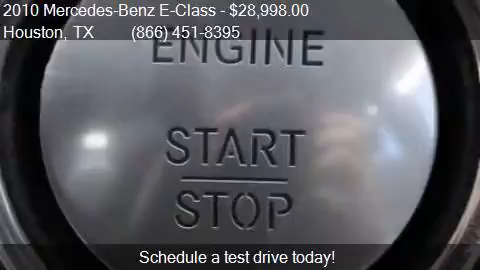 2010 Mercedes-Benz E-Class - $28,998.00
Houston, TX (866) 451-8395
ENGINE
START
STOP
Schedule a test drive today!